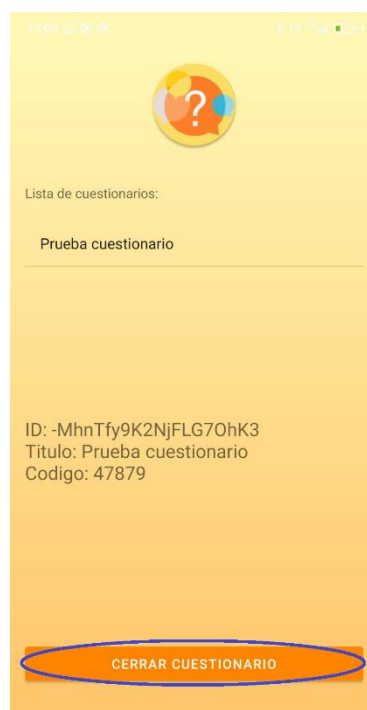 ?
Lista de cuestionarios:
Prueba cuestionario
ID: -MhnTfy9K2NjFLG7OhK3
Titulo: Prueba cuestionario
Codigo: 47879
CERRAR CUESTIONARIO